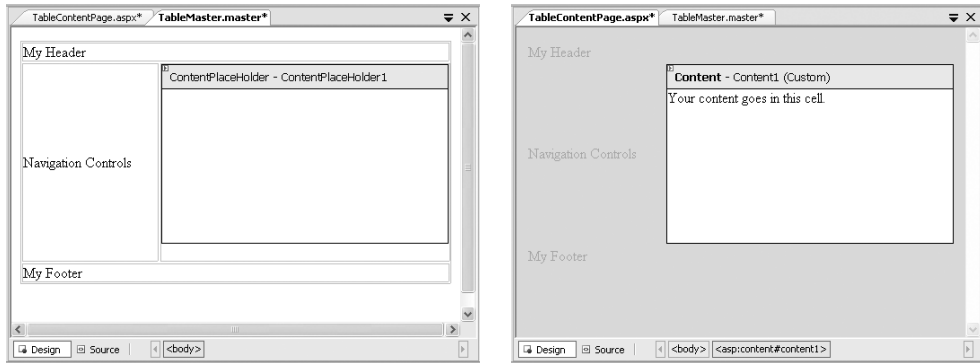 TableContentPage.aspx* TableMaster.master*
My Header
ContentPlaceHolder - ContentPlaceHolder1
Navigation Controls
My Footer
Design Source <body>
TableContentPage.aspx* TableMaster.master*
My Header
Content - Content1 (Custom)
Your content goes in this cell.
Navigation Controls
My Footer
Design Source <body> <asp:content#content1>